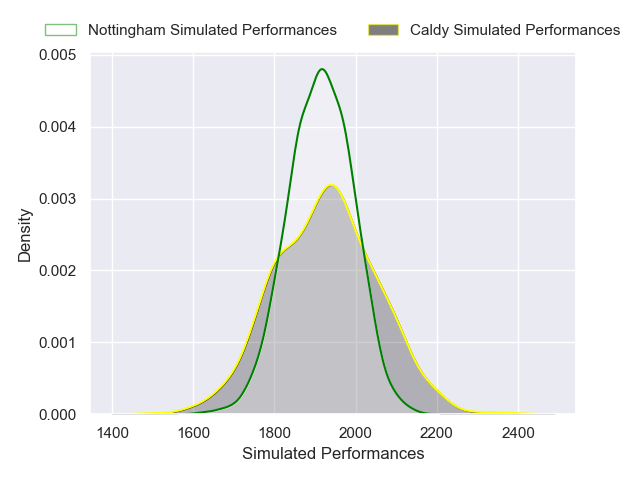 Nottingham Simulated Performances Caldy Simulated Performances
0.005
0.004
0.003
0.002
0.001
0.000
Density
1400 1600 1800 2000 2200 2400
Simulated Performances